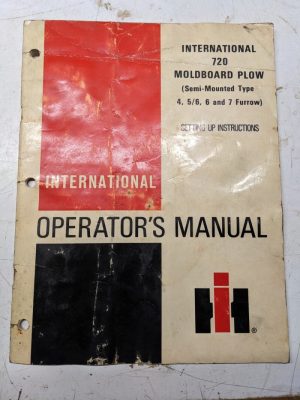 INTERNATIONAL
720
MOLDBOARD PLOW
(Semi-Mounted Type
4, 5/6, 6 and 7 Furrow)
SETTING UP INSTRUCTIONS
INTERNATIONAL
OPERATOR'S MANUAL
IH
®